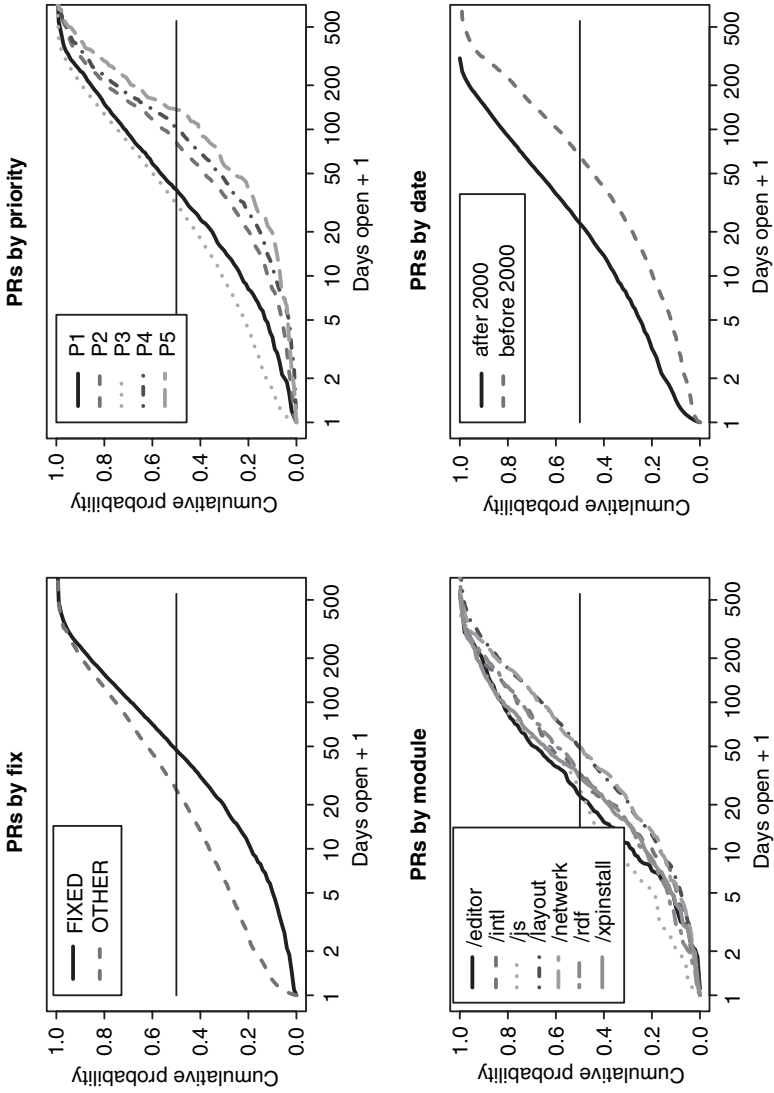 PRs by fix
Cumulative probability
1.0
0.8
0.6
0.4
0.2
0.0
FIXED
OTHER
1 2 5 10 20 50 100 200 500
Days open + 1
PRs by priority
Cumulative probability
1.0
0.8
0.6
0.4
0.2
0.0
P1
P2
P3
P4
P5
1 2 5 10 20 50 100 200 500
Days open + 1
PRs by module
Cumulative probability
1.0
0.8
0.6
0.4
0.2
0.0
/editor
/intl
/js
/layout
/netwerk
/rdf
/xpinstall
1 2 5 10 20 50 100 200 500
Days open + 1
PRs by date
Cumulative probability
1.0
0.8
0.6
0.4
0.2
0.0
after 2000
before 2000
1 2 5 10 20 50 100 200 500
Days open + 1